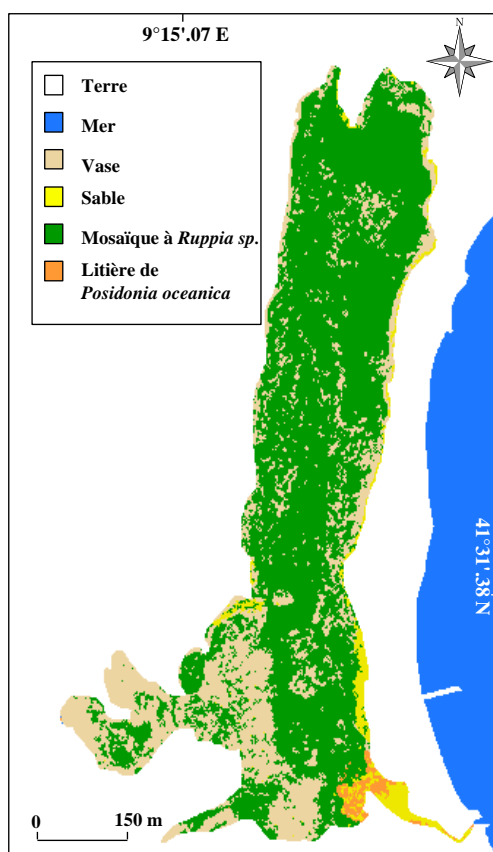 9°15'.07 E
N
Terre
Mer
Vase
Sable
Mosaïque à Ruppia sp.
Litière de
Posidonia oceanica
41°31'.38 N
0 150 m